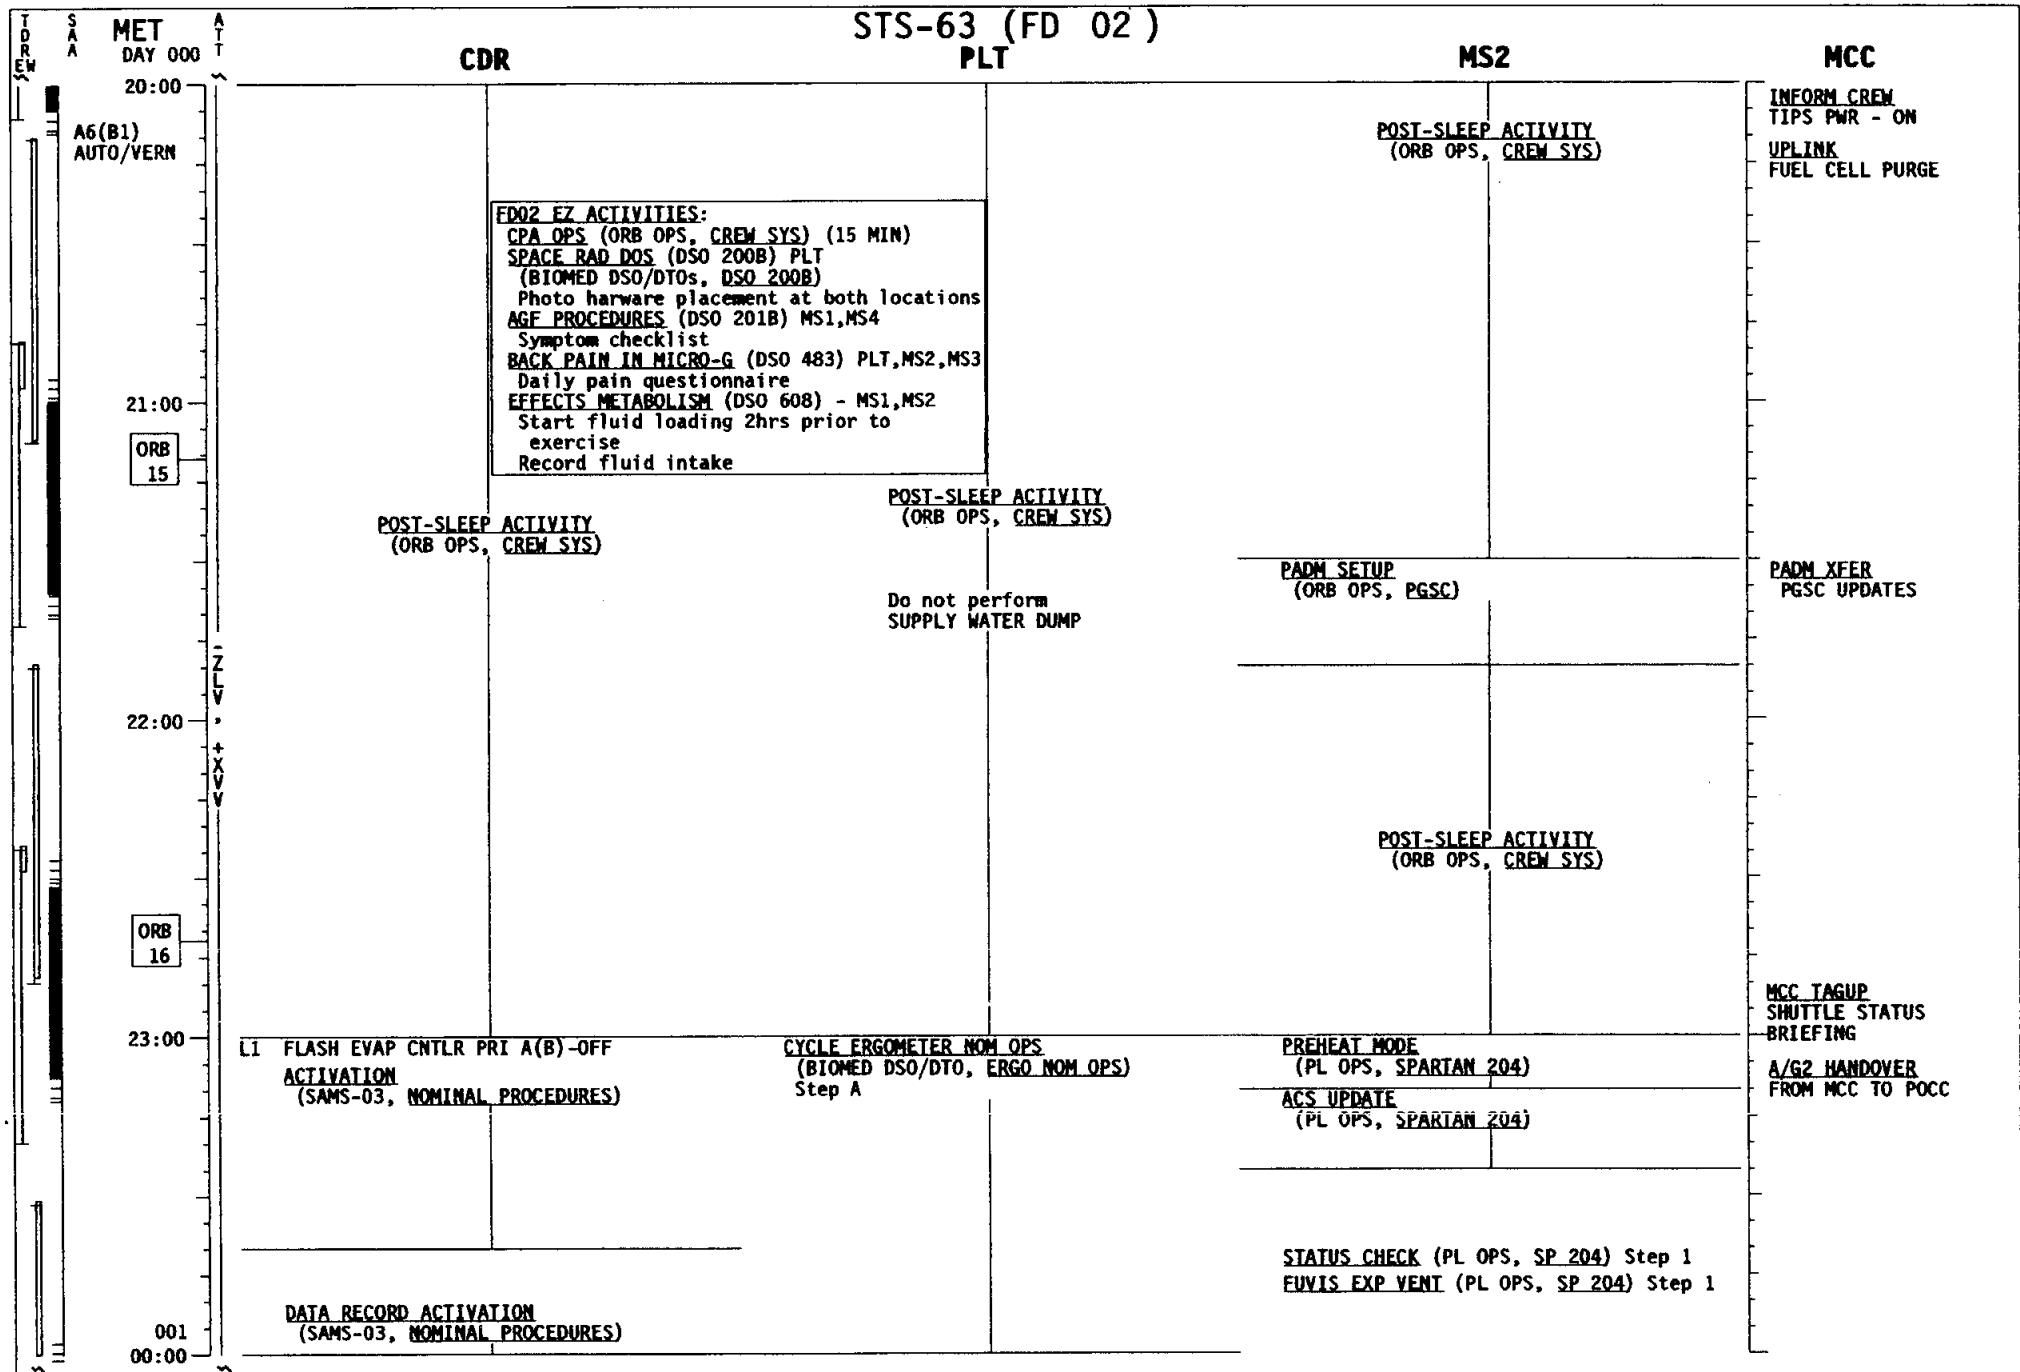 STS-63 (FD 02)
TDREW
SAA
MET
DAY 000
ATT
CDR
PLT
MS2
MCC
20:00
A6(B1)
AUTO/VERN
21:00
ORB
15
22:00
ORB
16
23:00
001
00:00
-ZLV, +XVV
FD02 EZ ACTIVITIES:
CPA OPS (ORB OPS, CREW SYS) (15 MIN)
SPACE RAD DOS (DSO 200B) PLT
(BIOMED DSO/DTOs, DSO 200B)
Photo harware placement at both locations
AGF PROCEDURES (DSO 201B) MS1,MS4
Symptom checklist
BACK PAIN IN MICRO-G (DSO 483) PLT,MS2,MS3
Daily pain questionnaire
EFFECTS METABOLISM (DSO 608) - MS1,MS2
Start fluid loading 2hrs prior to
exercise
Record fluid intake
POST-SLEEP ACTIVITY
(ORB OPS, CREW SYS)
L1 FLASH EVAP CNTLR PRI A(B)-OFF
ACTIVATION
(SAMS-03, NOMINAL PROCEDURES)
DATA RECORD ACTIVATION
(SAMS-03, NOMINAL PROCEDURES)
POST-SLEEP ACTIVITY
(ORB OPS, CREW SYS)
Do not perform
SUPPLY WATER DUMP
CYCLE ERGOMETER NOM OPS
(BIOMED DSO/DTO, ERGO NOM OPS)
Step A
POST-SLEEP ACTIVITY
(ORB OPS, CREW SYS)
PADM SETUP
(ORB OPS, PGSC)
POST-SLEEP ACTIVITY
(ORB OPS, CREW SYS)
PREHEAT MODE
(PL OPS, SPARTAN 204)
ACS UPDATE
(PL OPS, SPARTAN 204)
STATUS CHECK (PL OPS, SP 204) Step 1
FUVIS EXP VENT (PL OPS, SP 204) Step 1
INFORM CREW
TIPS PWR - ON
UPLINK
FUEL CELL PURGE
PADM XFER
PGSC UPDATES
MCC TAGUP
SHUTTLE STATUS
BRIEFING
A/G2 HANDOVER
FROM MCC TO POCC